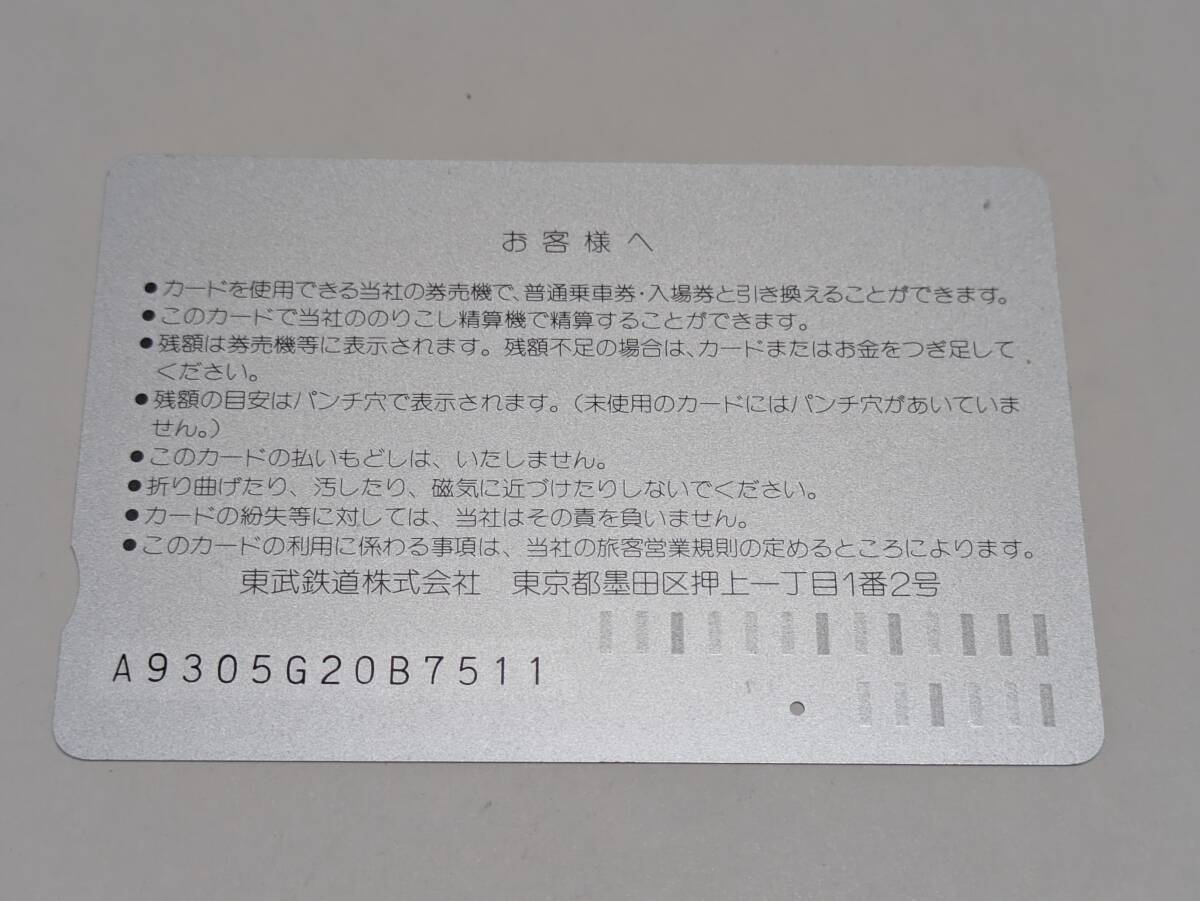 お客様へ
●カードを使用できる当社の券売機で、普通乗車券・入場券と引き換えることができます。
●このカードで当社ののりこし精算機で精算することができます。
●残額は券売機等に表示されます。残額不足の場合は、カードまたはお金をつぎ足して
ください。
●残額の目安はパンチ穴で表示されます。(未使用のカードにはパンチ穴があいていま
せん。)
●このカードの払いもどしは、いたしません。
●折り曲げたり、汚したり、磁気に近づけたりしないでください。
●カードの紛失等に対しては、当社はその責を負いません。
●このカードの利用に係わる事項は、当社の旅客営業規則の定めるところによります。
東武鉄道株式会社 東京都墨田区押上一丁目1番2号
A9305G20B7511